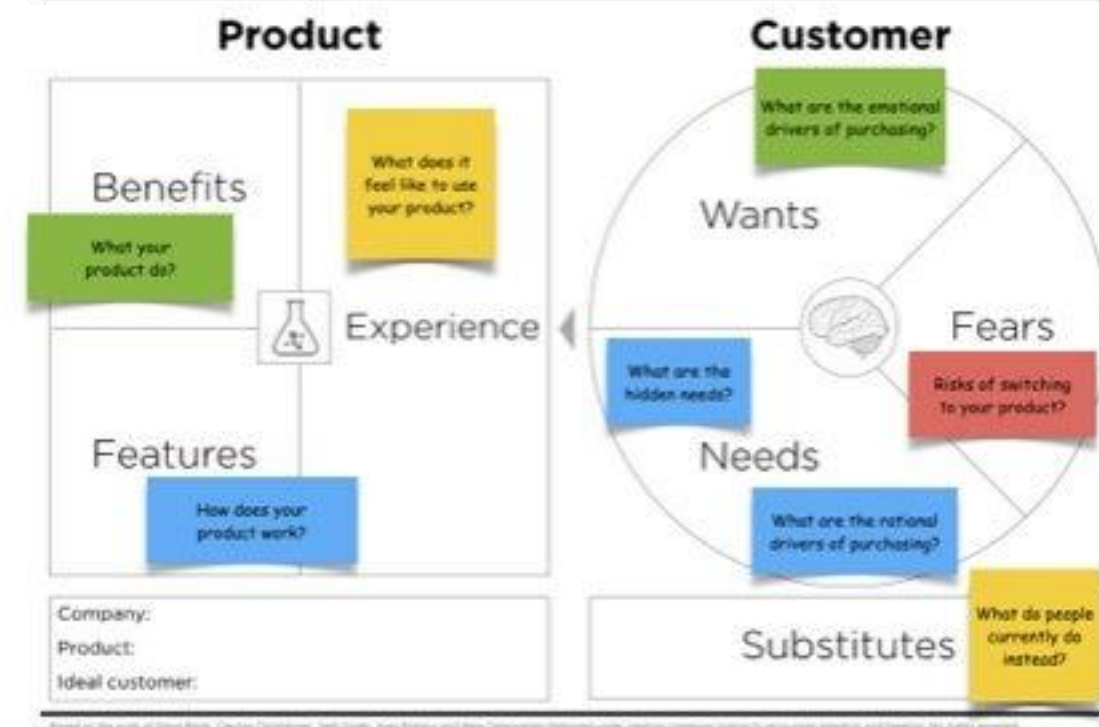 Product
Customer
Benefits
What your
product do?
What does it
feel like to use
your product?
Experience
Features
How does your
product work?
Company:
Product:
Ideal customer:
What are the emotional
drivers of purchasing?
Wants
Fears
Risks of switching
to your product?
What are the
hidden needs?
Needs
What are the rational
drivers of purchasing?
Substitutes
What do people
currently do
instead?